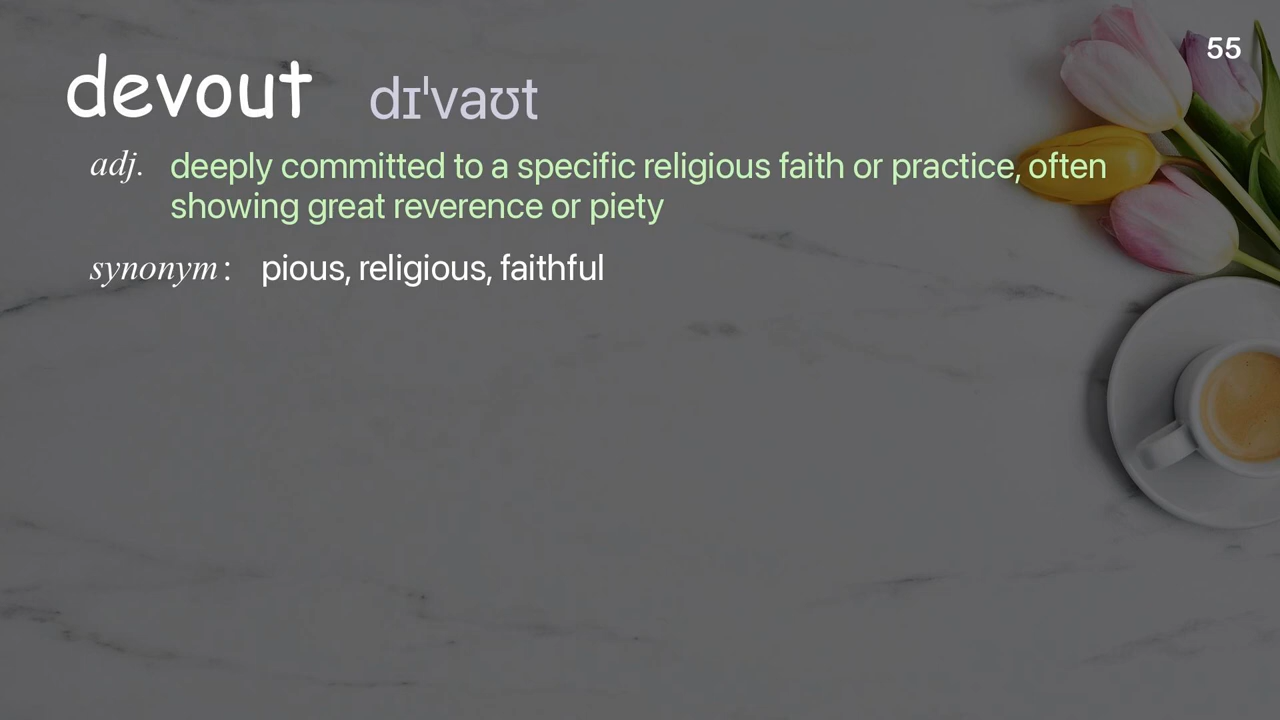 55
devout dɪˈvaʊt
adj. deeply committed to a specific religious faith or practice, often
showing great reverence or piety
synonym: pious, religious, faithful